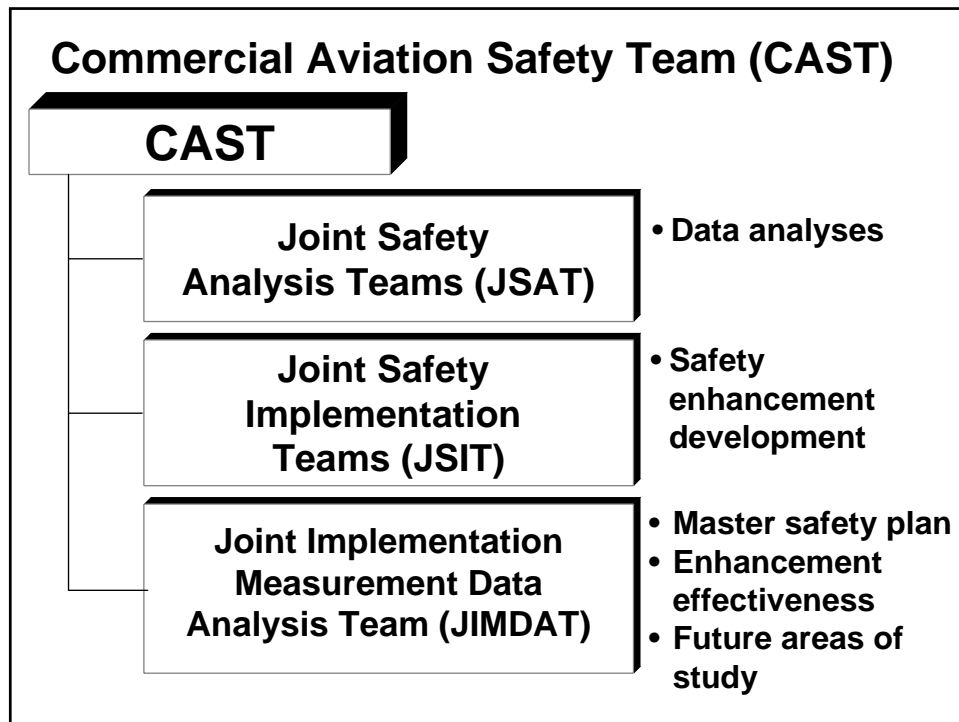 Commercial Aviation Safety Team (CAST)
CAST
Joint Safety
Analysis Teams (JSAT)
• Data analyses
Joint Safety
Implementation
Teams (JSIT)
• Safety
enhancement
development
Joint Implementation
Measurement Data
Analysis Team (JIMDAT)
• Master safety plan
• Enhancement
effectiveness
• Future areas of
study